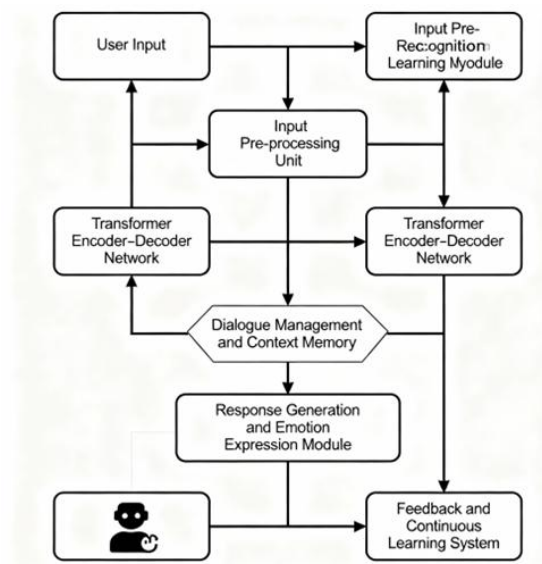 User Input
Input Pre-
Rec:ognition
Learning Myodule
Input
Pre-processing
Unit
Transformer
Encoder–Decoder
Network
Transformer
Encoder–Decoder
Network
Dialogue Management
and Context Memory
Response Generation
and Emotion
Expression Module
Feedback and
Continuous
Learning System